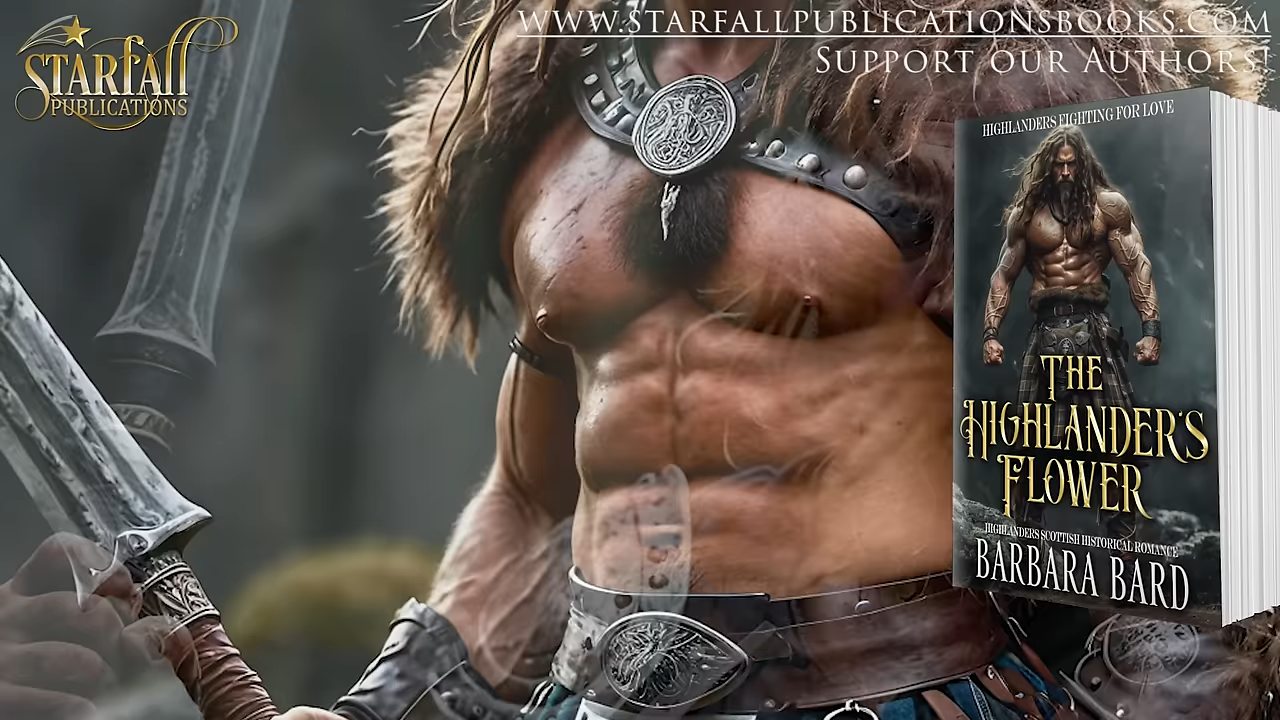 STARfall
PUBLICATIONS
WWW.STARFALLPUBLICATIONSBOOKS.COM
SUPPORT OUR AUTHORS!
HIGHLANDERS FIGHTING FOR LOVE
THE
HIGHLANDER'S
FLOWER
HIGHLANDERS SCOTTISH HISTORICAL ROMANCE
BARBARA BARD